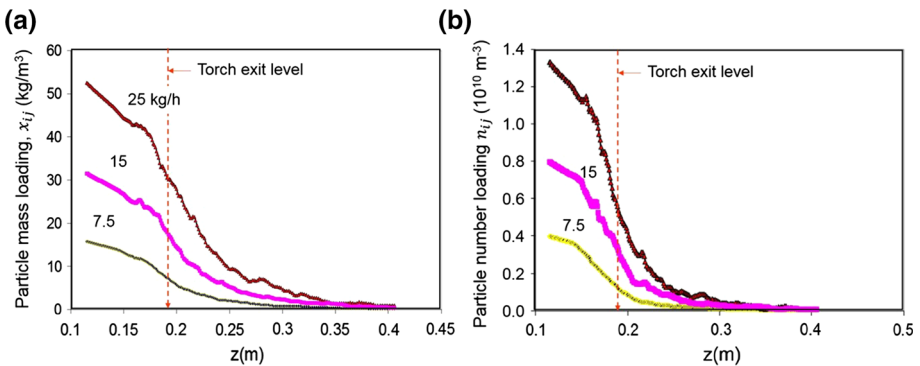 (a)
Particle mass loading, x_ij (kg/m³)
60
50
40
30
20
10
0
Torch exit level
25 kg/h
15
7.5
0.1 0.15 0.2 0.25 0.3 0.35 0.4 0.45
z(m)
(b)
Particle number loading n_ij (10¹⁰ m⁻³)
1.4
1.2
1.0
0.8
0.6
0.4
0.2
0.0
Torch exit level
25 kg/h
15
7.5
0.1 0.2 0.3 0.4 0.5
z(m)